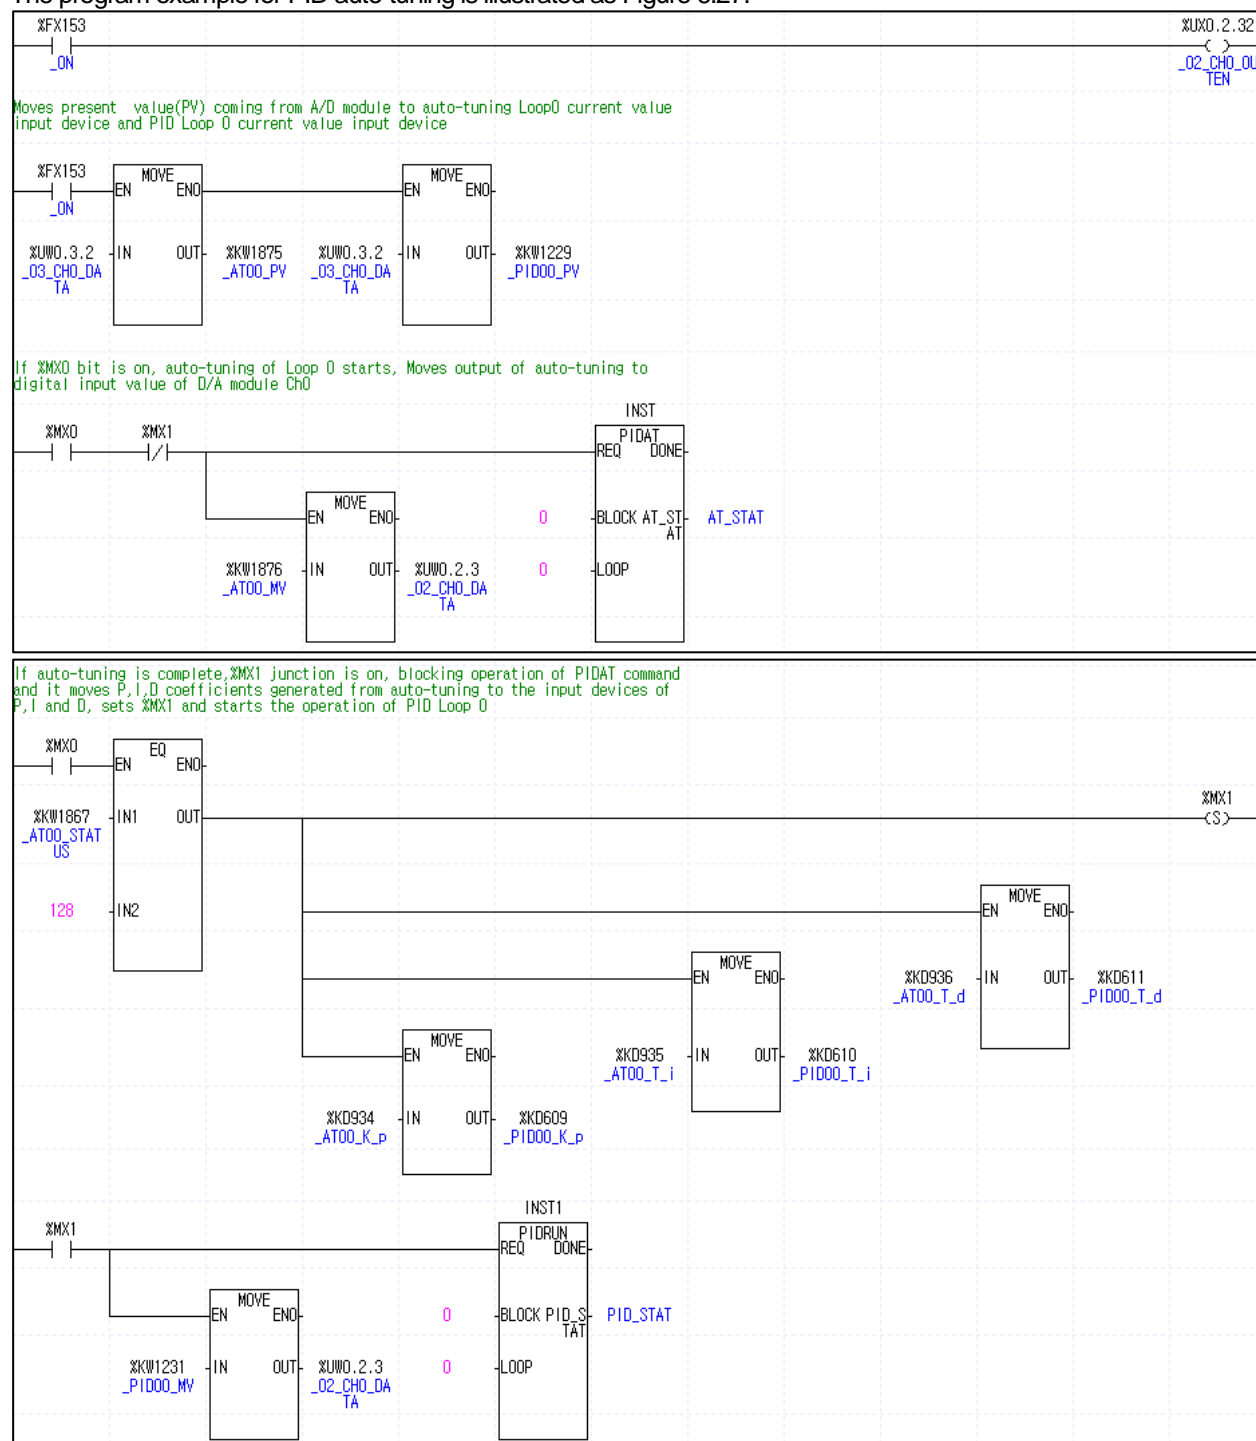 %FX153
%UX0.2.32
_ON
_02_CH0_OU
TEN
Moves present value(PV) coming from A/D module to auto-tuning Loop0 current value
input device and PID Loop 0 current value input device
%FX153
MOVE
MOVE
EN ENO
EN ENO
_ON
%UW0.3.2 IN OUT %KW1875 %UW0.3.2 IN OUT %KW1229
_03_CH0_DA _AT00_PV _03_CH0_DA _PID00_PV
TA TA
If %MX0 bit is on, auto-tuning of Loop 0 starts, Moves output of auto-tuning to
digital input value of D/A module Ch0
INST
%MX0 %MX1 PIDAT
REQ DONE
MOVE
EN ENO 0 BLOCK AT_ST AT_STAT
AT
%KW1876 IN OUT %UW0.2.3 0 LOOP
_AT00_MV _02_CH0_DA
TA
If auto-tuning is complete,%MX1 junction is on, blocking operation of PIDAT command
and it moves P,I,D coefficients generated from auto-tuning to the input devices of
P,I and D, sets %MX1 and starts the operation of PID Loop 0
%MX0 EQ
EN ENO
%MX1
%KW1867 IN1 OUT (S)
_AT00_STAT
US
MOVE
128 IN2 EN ENO
MOVE
EN ENO %KD936 IN OUT %KD611
_AT00_T_d _PID00_T_d
MOVE
EN ENO %KD935 IN OUT %KD610
_AT00_T_i _PID00_T_i
%KD934 IN OUT %KD609
_AT00_K_p _PID00_K_p
INST1
%MX1 PIDRUN
REQ DONE
MOVE
EN ENO 0 BLOCK PID_S PID_STAT
TAT
%KW1231 IN OUT %UW0.2.3 0 LOOP
_PID00_MV _02_CH0_DA
TA